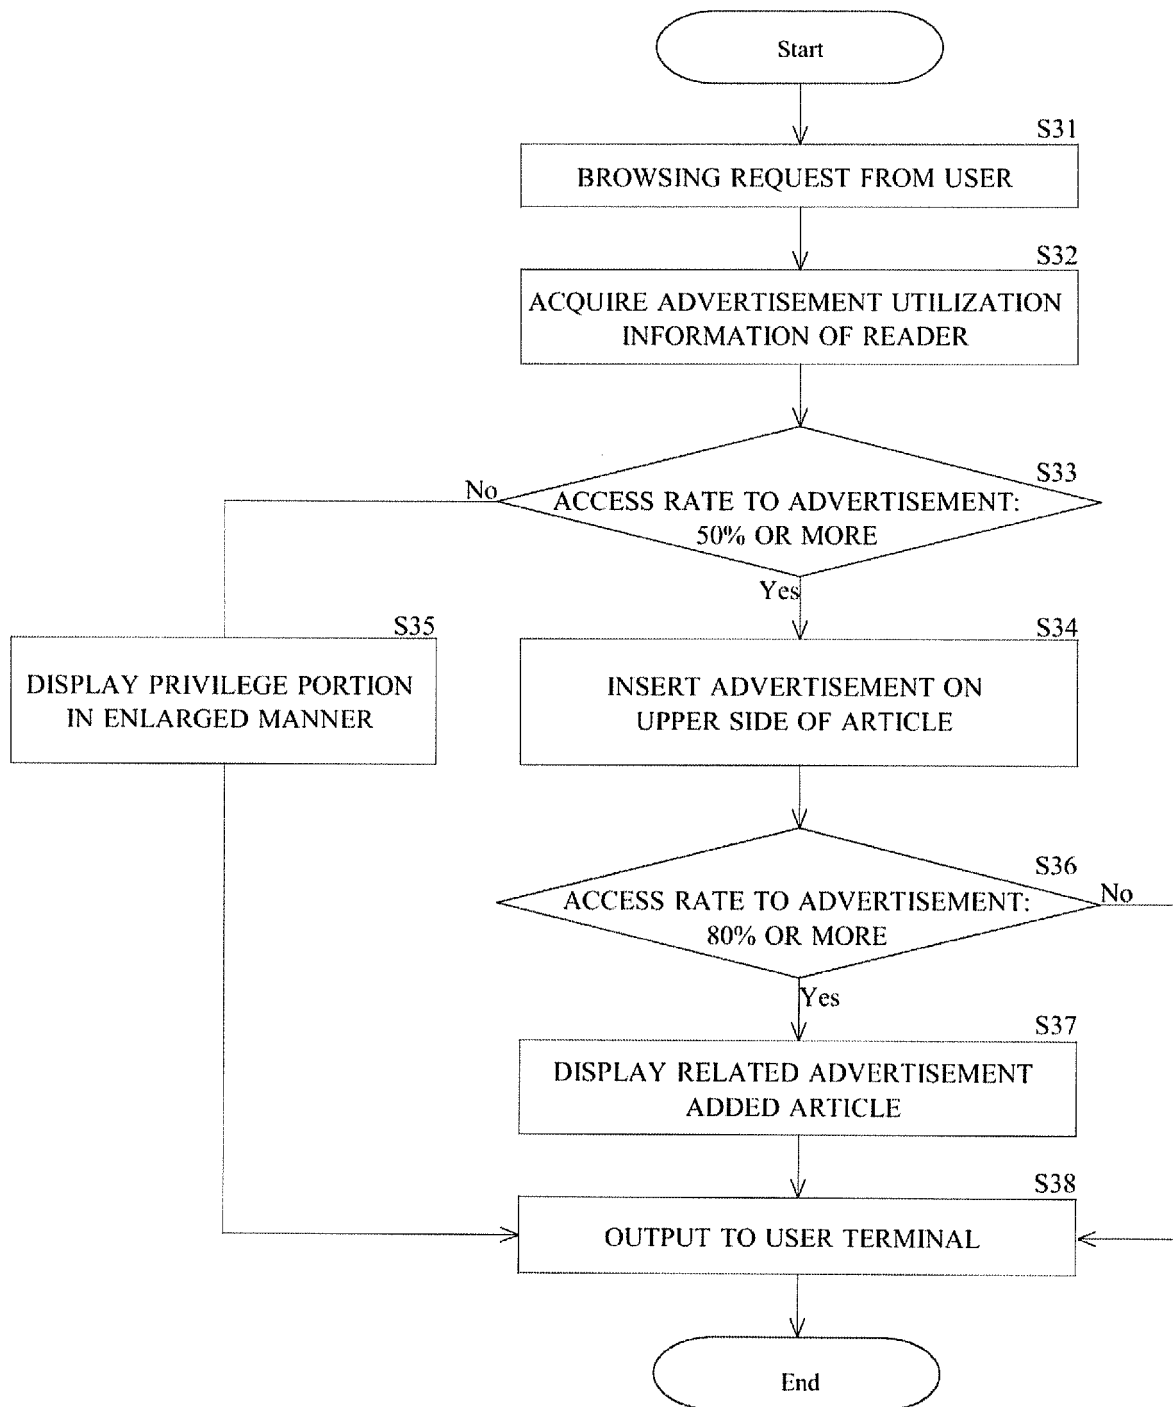 Start
S31
BROWSING REQUEST FROM USER
S32
ACQUIRE ADVERTISEMENT UTILIZATION
INFORMATION OF READER
S33
No
ACCESS RATE TO ADVERTISEMENT:
50% OR MORE
Yes
S35
S34
DISPLAY PRIVILEGE PORTION
IN ENLARGED MANNER
INSERT ADVERTISEMENT ON
UPPER SIDE OF ARTICLE
S36
No
ACCESS RATE TO ADVERTISEMENT:
80% OR MORE
Yes
S37
DISPLAY RELATED ADVERTISEMENT
ADDED ARTICLE
S38
OUTPUT TO USER TERMINAL
End